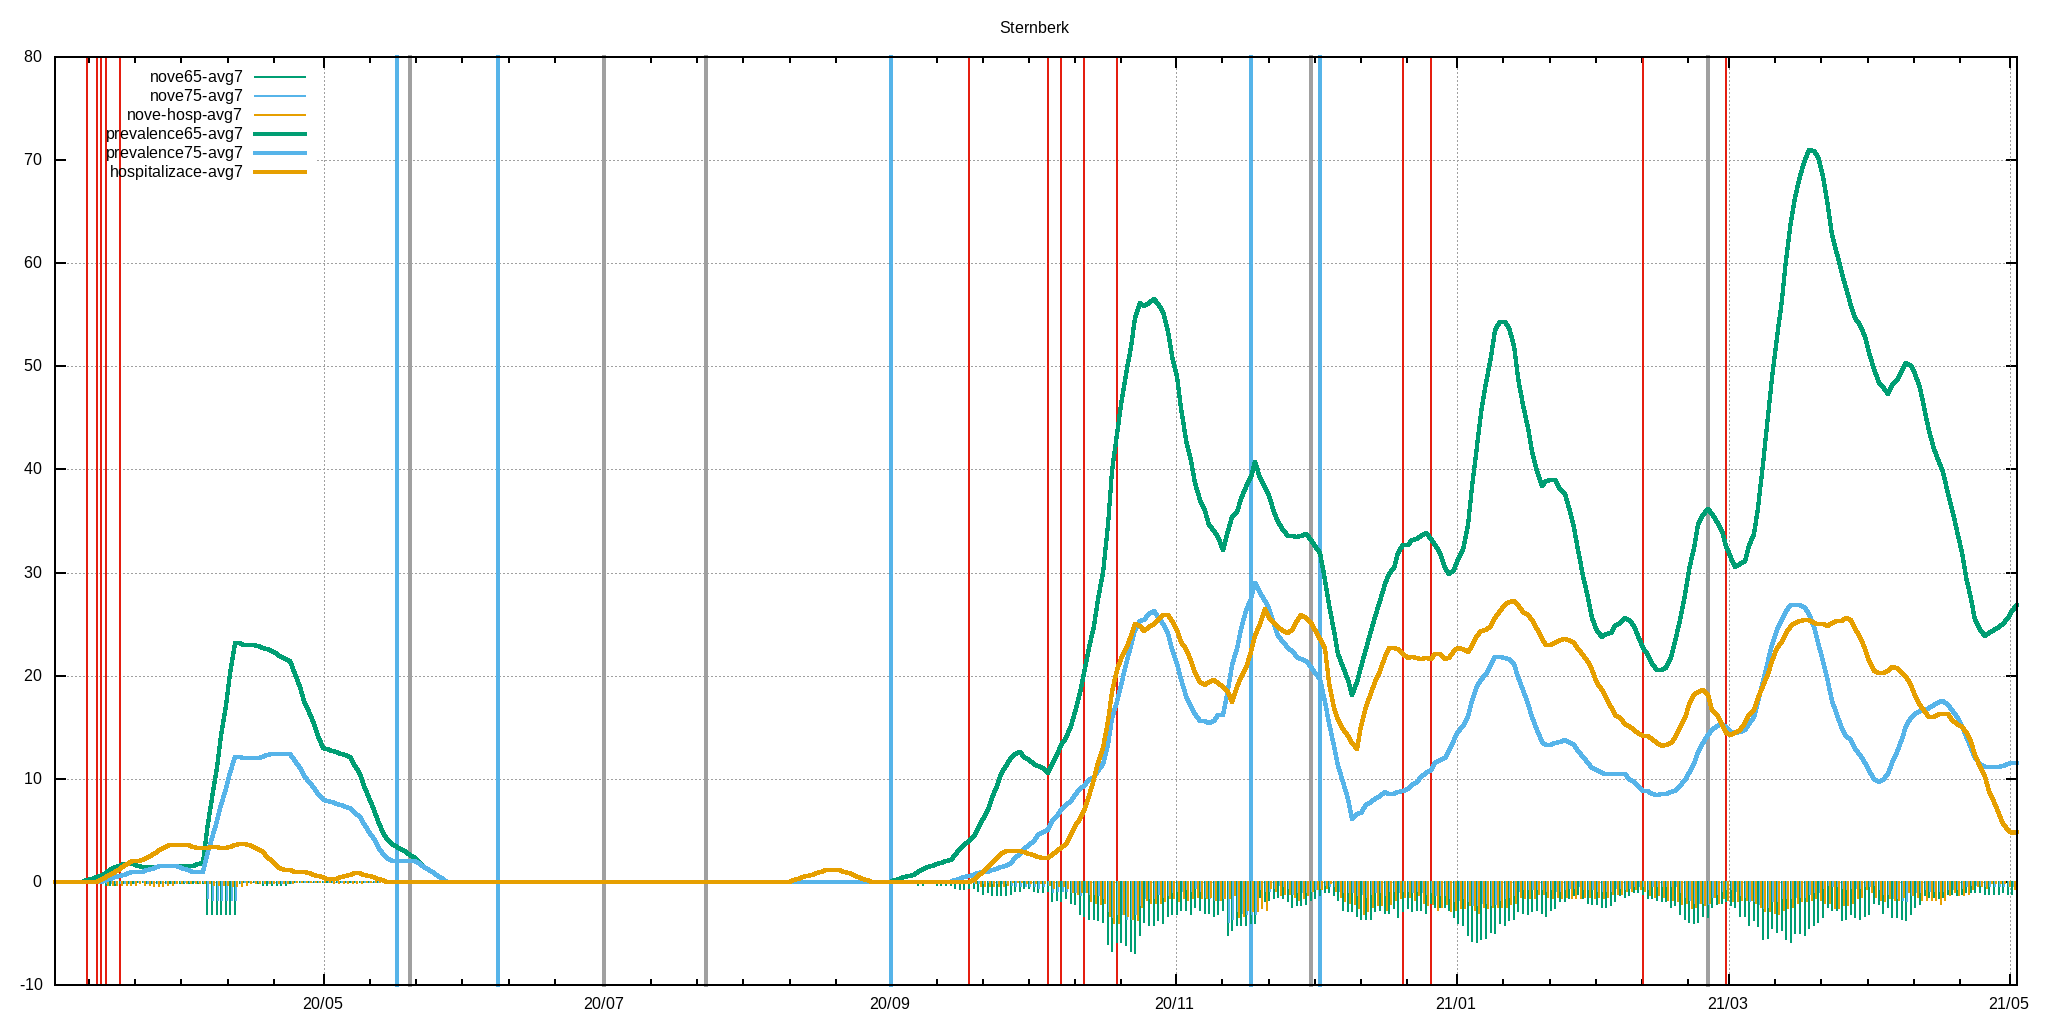 Sternberk
80
70
60
50
40
30
20
10
0
-10
nove65-avg7
nove75-avg7
nove-hosp-avg7
prevalence65-avg7
prevalence75-avg7
hospitalizace-avg7
20/05 20/07 20/09 20/11 21/01 21/03 21/05